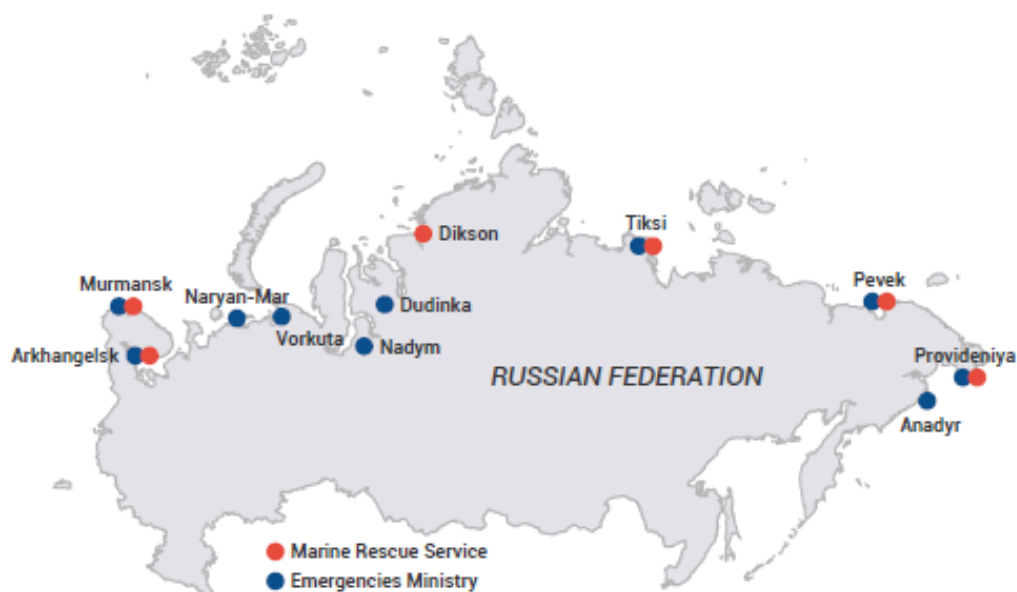 Dikson
Tiksi
Murmansk
Naryan-Mar
Pevek
Dudinka
Vorkuta
Arkhangelsk
Nadym
Provideniya
RUSSIAN FEDERATION
Anadyr
Marine Rescue Service
Emergencies Ministry